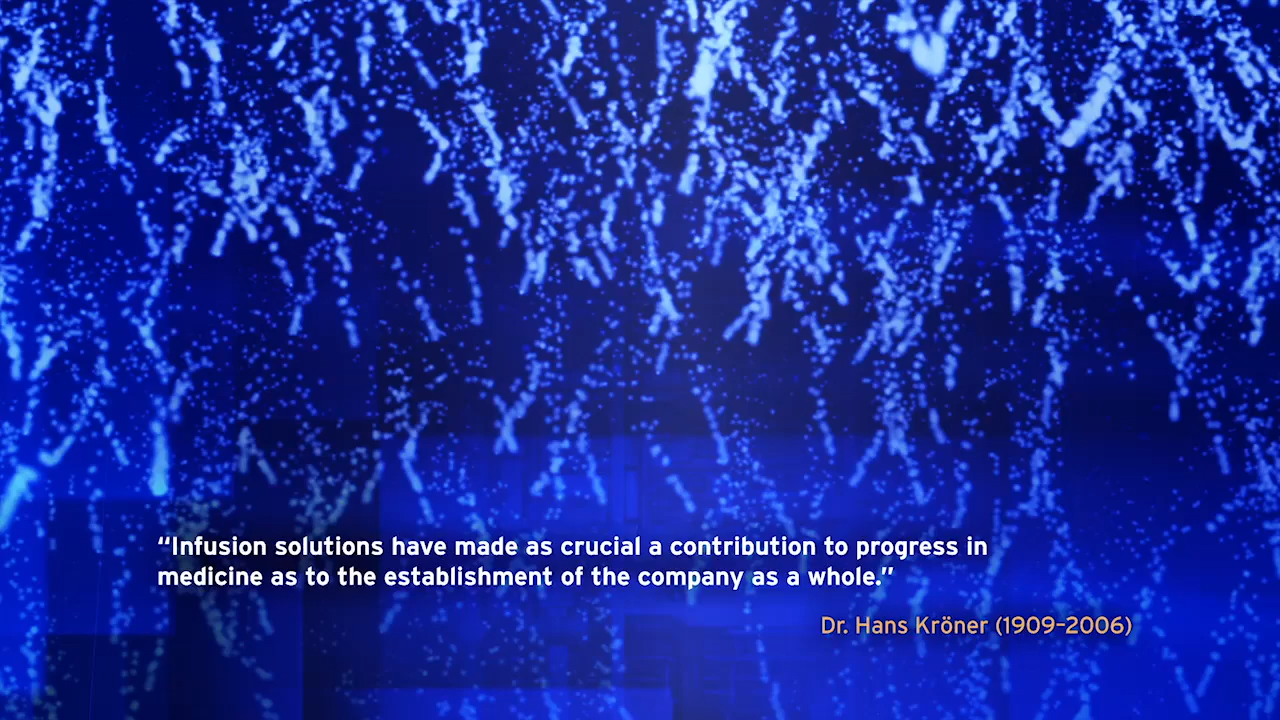 “Infusion solutions have made as crucial a contribution to progress in
medicine as to the establishment of the company as a whole.”
Dr. Hans Kröner (1909–2006)